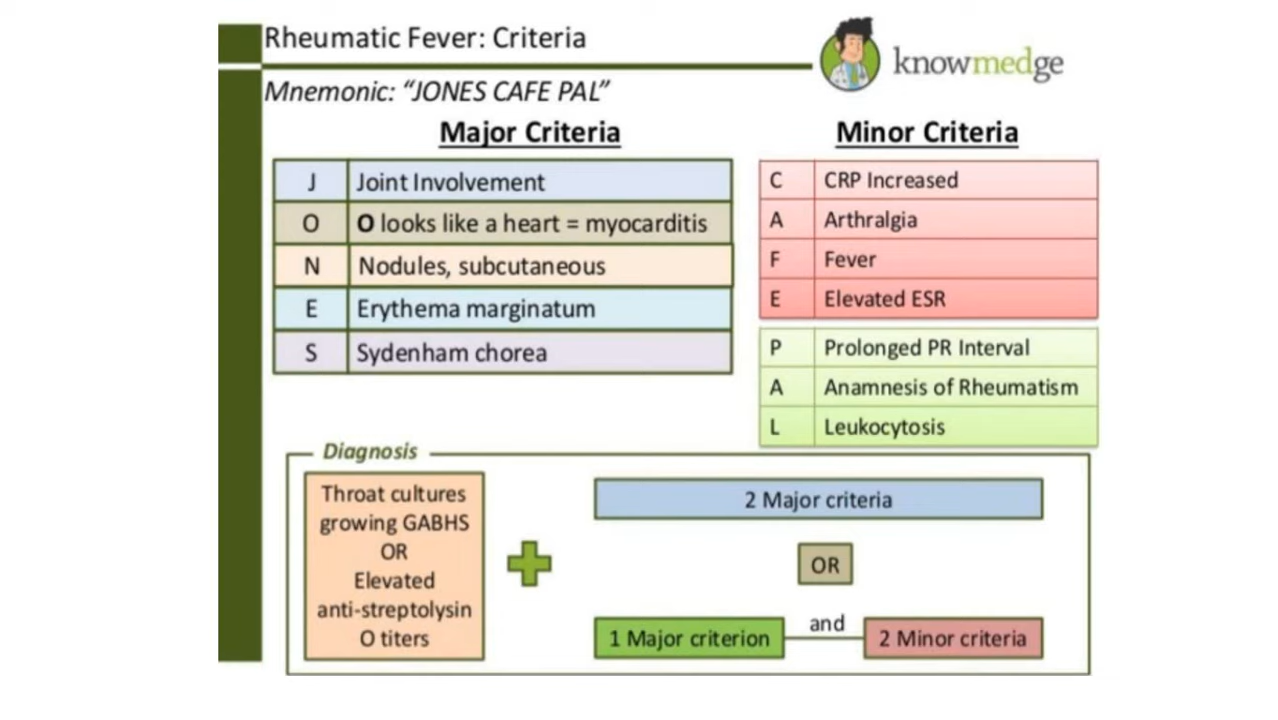 Rheumatic Fever: Criteria
knowmedge
Mnemonic: “JONES CAFE PAL”
Major Criteria
J Joint Involvement
O O looks like a heart = myocarditis
N Nodules, subcutaneous
E Erythema marginatum
S Sydenham chorea
Minor Criteria
C CRP Increased
A Arthralgia
F Fever
E Elevated ESR
P Prolonged PR Interval
A Anamnesis of Rheumatism
L Leukocytosis
Diagnosis
Throat cultures
growing GABHS
OR
Elevated
anti-streptolysin
O titers
2 Major criteria
OR
1 Major criterion and 2 Minor criteria